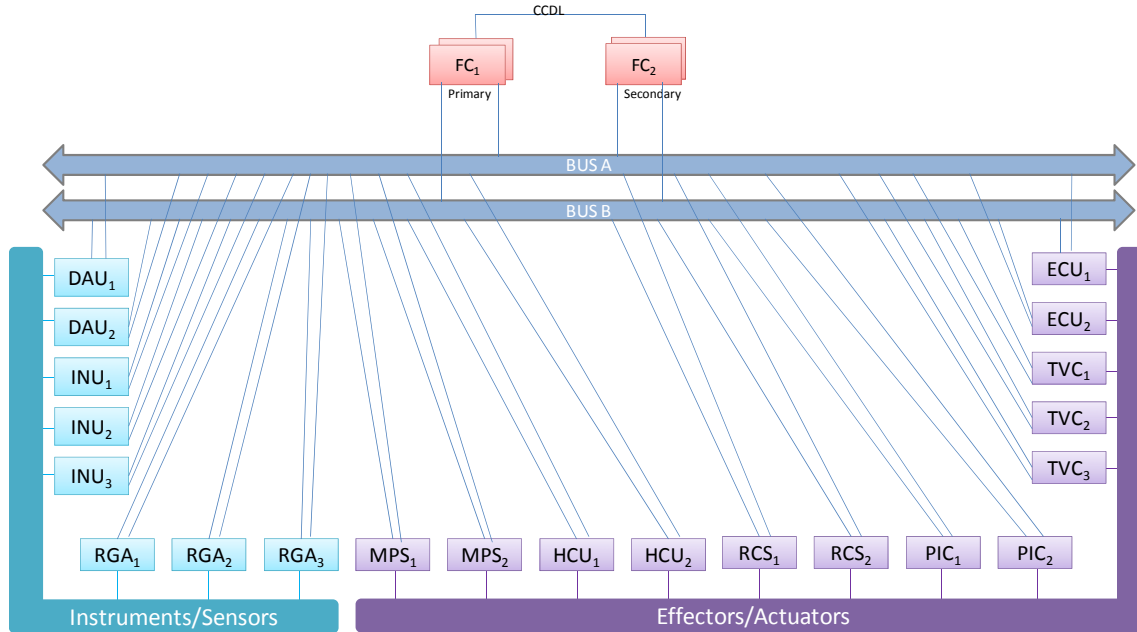 CCDL
FC₁
FC₂
Primary
Secondary
BUS A
BUS B
DAU₁
ECU₁
DAU₂
ECU₂
INU₁
TVC₁
INU₂
TVC₂
INU₃
TVC₃
RGA₁
RGA₂
RGA₃
MPS₁
MPS₂
HCU₁
HCU₂
RCS₁
RCS₂
PIC₁
PIC₂
Instruments/Sensors
Effectors/Actuators